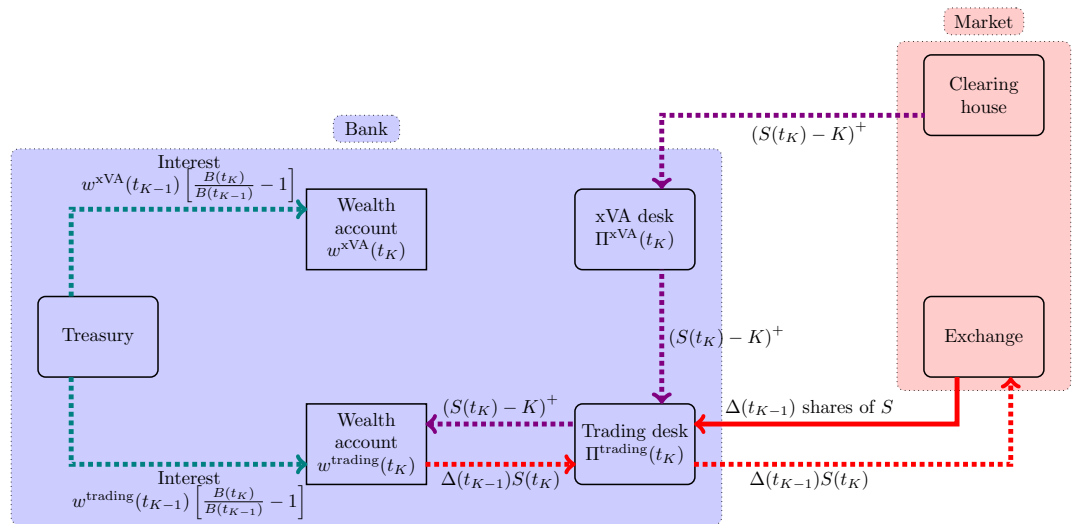 Market
Clearing
house
(S(t_K) − K)^+
Bank
Interest
w^{xVA}(t_{K−1}) [B(t_K)/B(t_{K−1}) − 1]
Wealth
account
w^{xVA}(t_K)
xVA desk
Π^{xVA}(t_K)
Treasury
(S(t_K) − K)^+
Exchange
(S(t_K) − K)^+
Δ(t_{K−1}) shares of S
Wealth
account
w^{trading}(t_K)
Trading desk
Π^{trading}(t_K)
Δ(t_{K−1})S(t_K)
Δ(t_{K−1})S(t_K)
Interest
w^{trading}(t_{K−1}) [B(t_K)/B(t_{K−1}) − 1]